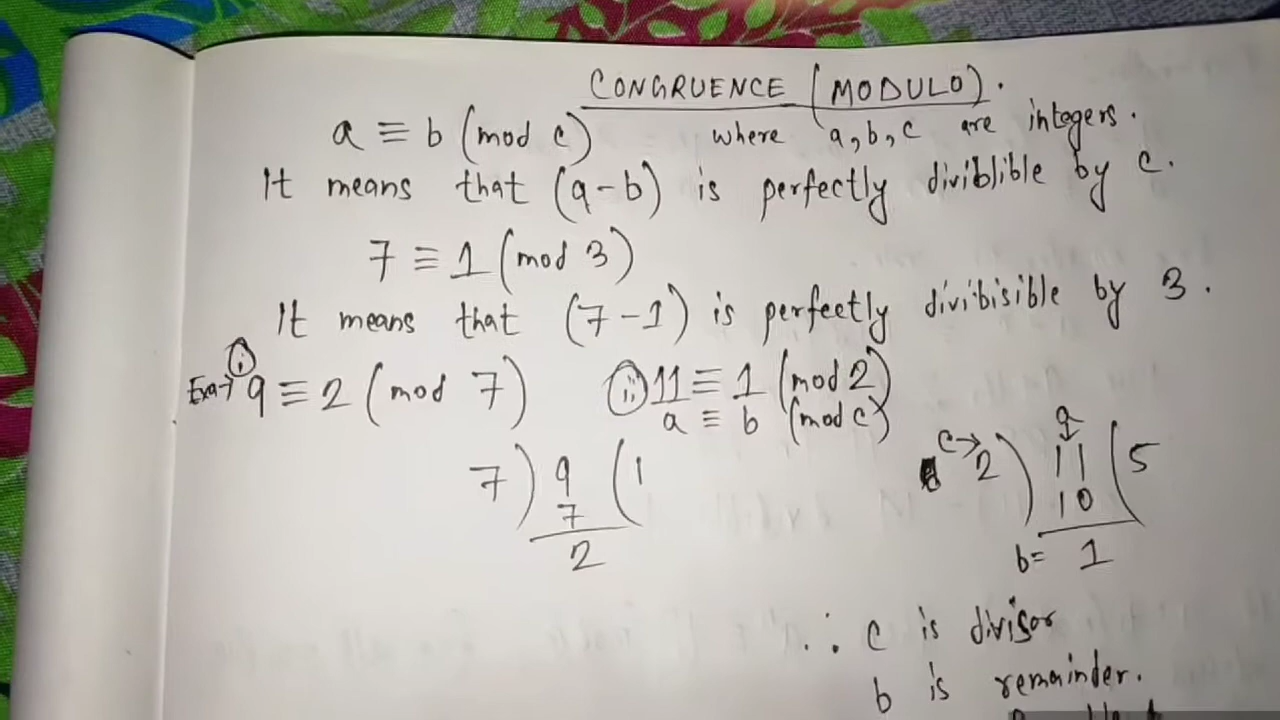 CONGRUENCE (MODULO).
a ≡ b (mod c) where a, b, c are integers.
It means that (a-b) is perfectly diviblible by c.
7 ≡ 1 (mod 3)
It means that (7-1) is perfectly divibisible by 3.
Exa→ (i) 9 ≡ 2 (mod 7) (ii) 11 ≡ 1 (mod 2)
a ≡ b (mod c)
7) 9 (1
7
2
a
c→ 2) 11 (5
10
b= 1
∴ c is divisor
b is remainder.